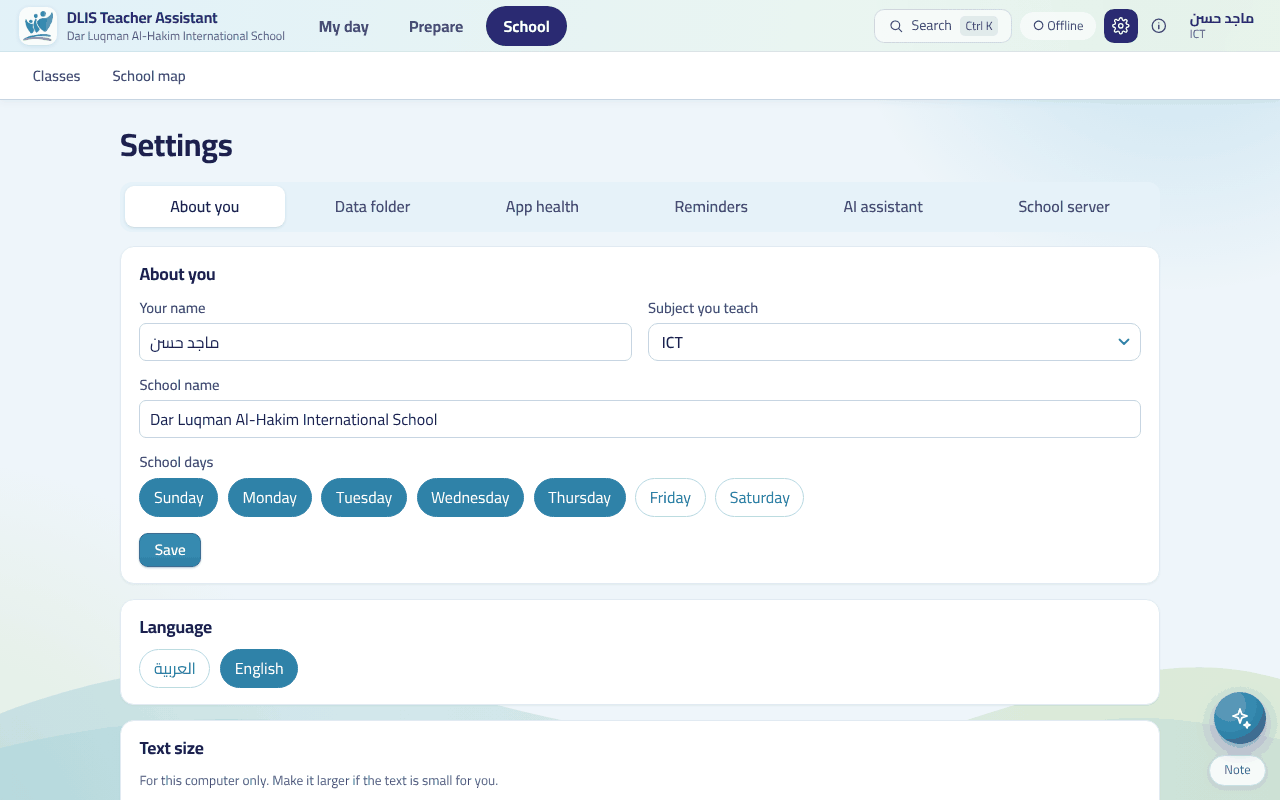 DLIS Teacher Assistant
Dar Luqman Al-Hakim International School
My day
Prepare
School
Search
Ctrl K
Offline
ماجد حسن
ICT
Classes
School map
Settings
About you
Data folder
App health
Reminders
AI assistant
School server
About you
Your name
Subject you teach
ماجد حسن
ICT
School name
Dar Luqman Al-Hakim International School
School days
Sunday
Monday
Tuesday
Wednesday
Thursday
Friday
Saturday
Save
Language
العربية
English
Text size
For this computer only. Make it larger if the text is small for you.
Note